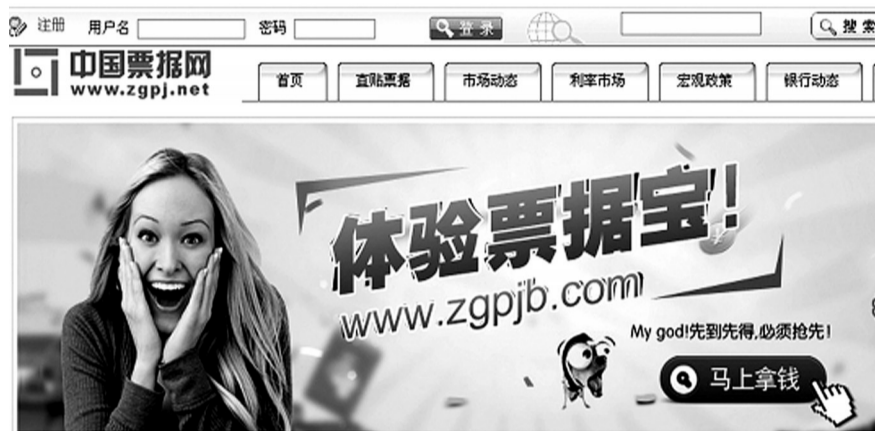 注册 用户名 密码 登录 搜索
中国票据网
www.zgpj.net
首页 直贴票据 市场动态 利率市场 宏观政策 银行动态
体验票据宝!
www.zgpjb.com
My god!先到先得,必须抢先!
马上拿钱